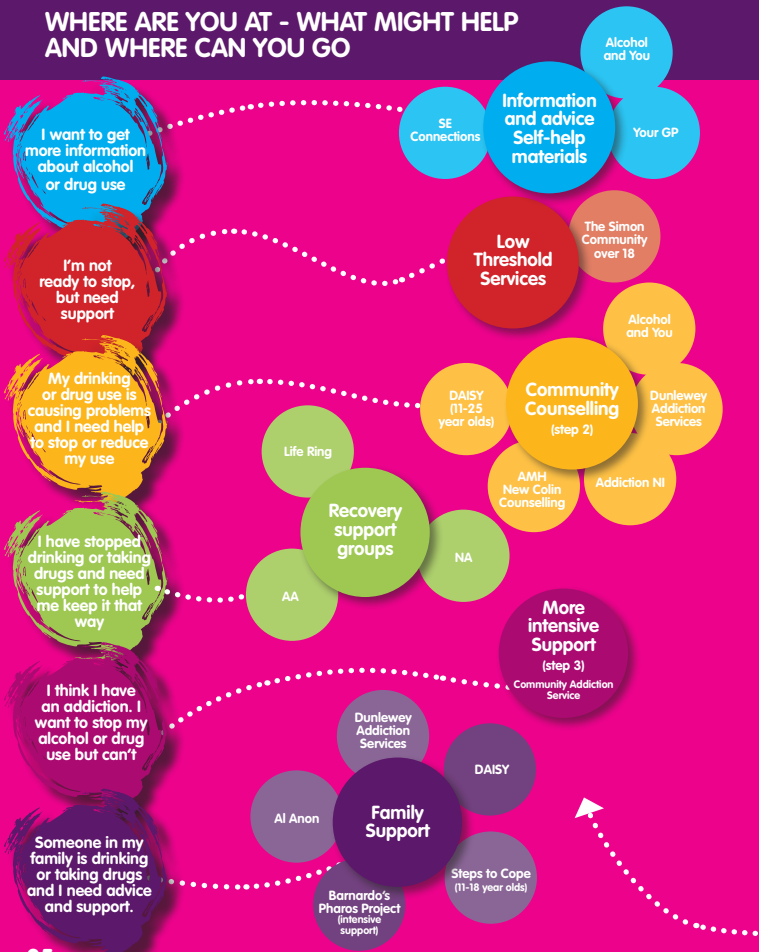 WHERE ARE YOU AT - WHAT MIGHT HELP
AND WHERE CAN YOU GO
I want to get
more information
about alcohol
or drug use
SE
Connections
Information
and advice
Self-help
materials
Alcohol
and You
Your GP
I'm not
ready to stop,
but need
support
Low
Threshold
Services
The Simon
Community
over 18
My drinking
or drug use is
causing problems
and I need help
to stop or reduce
my use
DAISY
(11-25
year olds)
Community
Counselling
(step 2)
Alcohol
and You
Dunlewey
Addiction
Services
AMH
New Colin
Counselling
Addiction NI
I have stopped
drinking or taking
drugs and need
support to help
me keep it that
way
Life Ring
Recovery
support
groups
AA
NA
I think I have
an addiction. I
want to stop my
alcohol or drug
use but can't
More
intensive
Support
(step 3)
Community Addiction
Service
Someone in my
family is drinking
or taking drugs
and I need advice
and support.
Dunlewey
Addiction
Services
DAISY
Al Anon
Family
Support
Steps to Cope
(11-18 year olds)
Barnardo's
Pharos Project
(intensive
support)